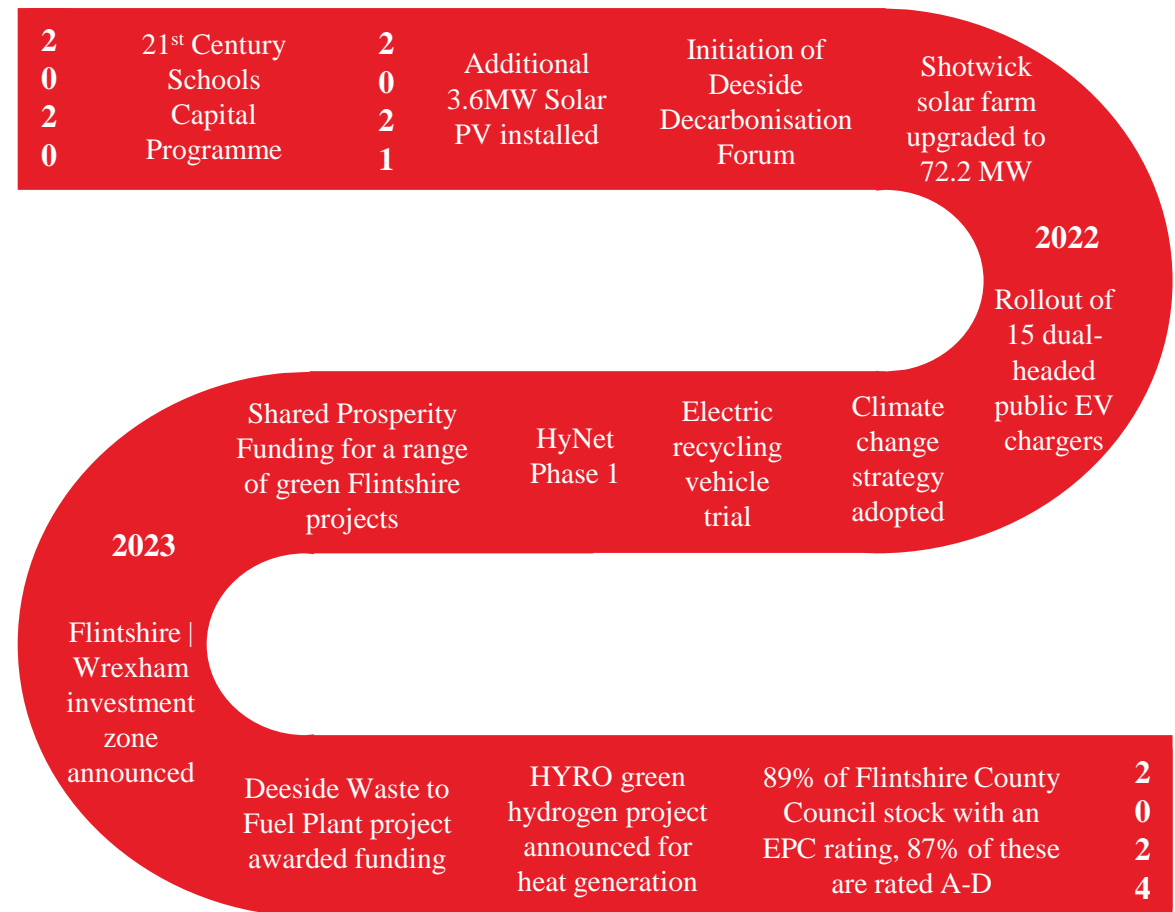 2
0
2
0
21st Century
Schools
Capital
Programme
2
0
2
1
Additional
3.6MW Solar
PV installed
Initiation of
Deeside
Decarbonisation
Forum
Shotwick
solar farm
upgraded to
72.2 MW
2022
Rollout of
15 dual-
headed
public EV
chargers
Climate
change
strategy
adopted
Electric
recycling
vehicle
trial
HyNet
Phase 1
Shared Prosperity
Funding for a range
of green Flintshire
projects
2023
Flintshire |
Wrexham
investment
zone
announced
Deeside Waste to
Fuel Plant project
awarded funding
HYRO green
hydrogen project
announced for
heat generation
89% of Flintshire County
Council stock with an
EPC rating, 87% of these
are rated A-D
2
0
2
4